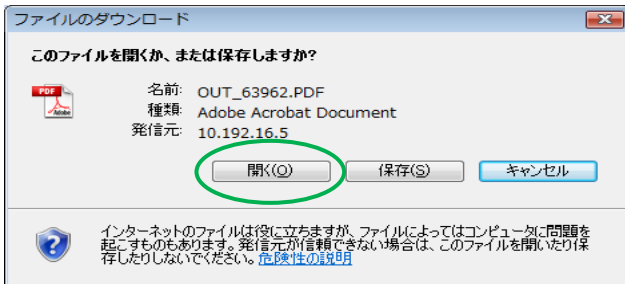 ファイルのダウンロード
このファイルを開くか、または保存しますか?
PDF
Adobe
名前: OUT_63962.PDF
種類: Adobe Acrobat Document
発信元: 10.192.16.5
開く(O) 保存(S) キャンセル
インターネットのファイルは役に立ちますが、ファイルによってはコンピュータに問題を
起こすものもあります。発信元が信頼できない場合は、このファイルを開いたり保
存したりしないでください。危険性の説明